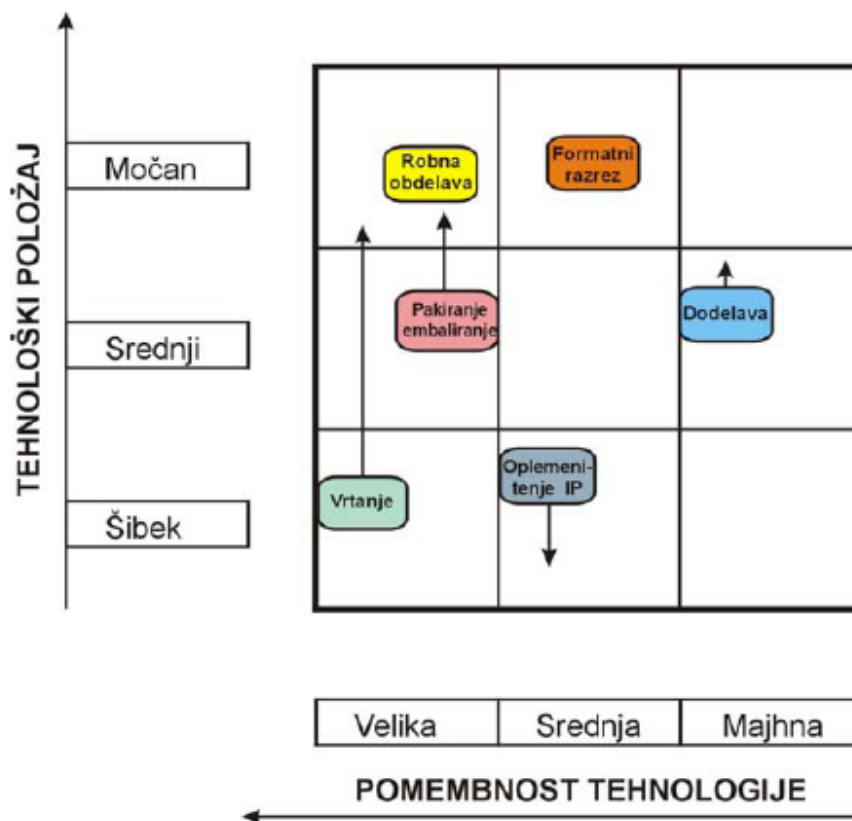 TEHNOLOŠKI POLOŽAJ
Močan
Srednji
Šibek
Robna
obdelava
Formatni
razrez
Pakiranje
embaliranje
Dodelava
Vrtanje
Oplemeni-
tenje IP
Velika
Srednja
Majhna
POMEMBNOST TEHNOLOGIJE